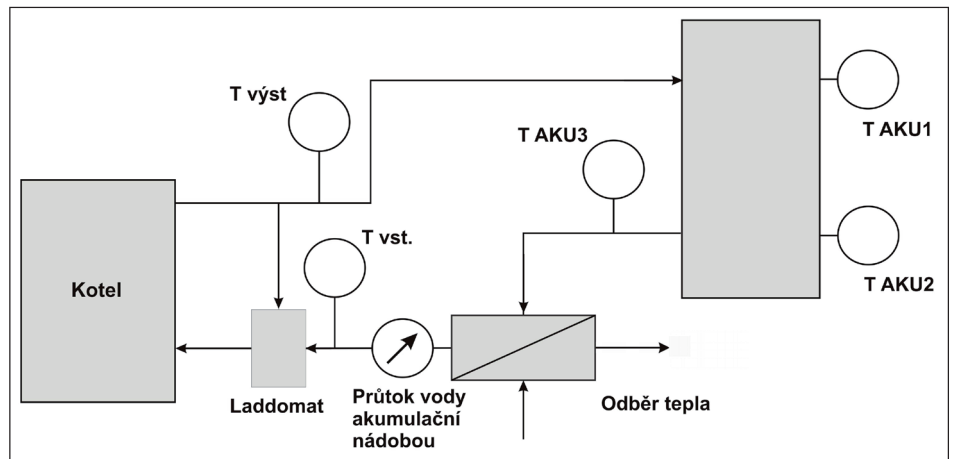 T výst
T AKU1
T AKU3
T vst.
T AKU2
Kotel
Laddomat
Průtok vody
akumulační
nádobou
Odběr tepla